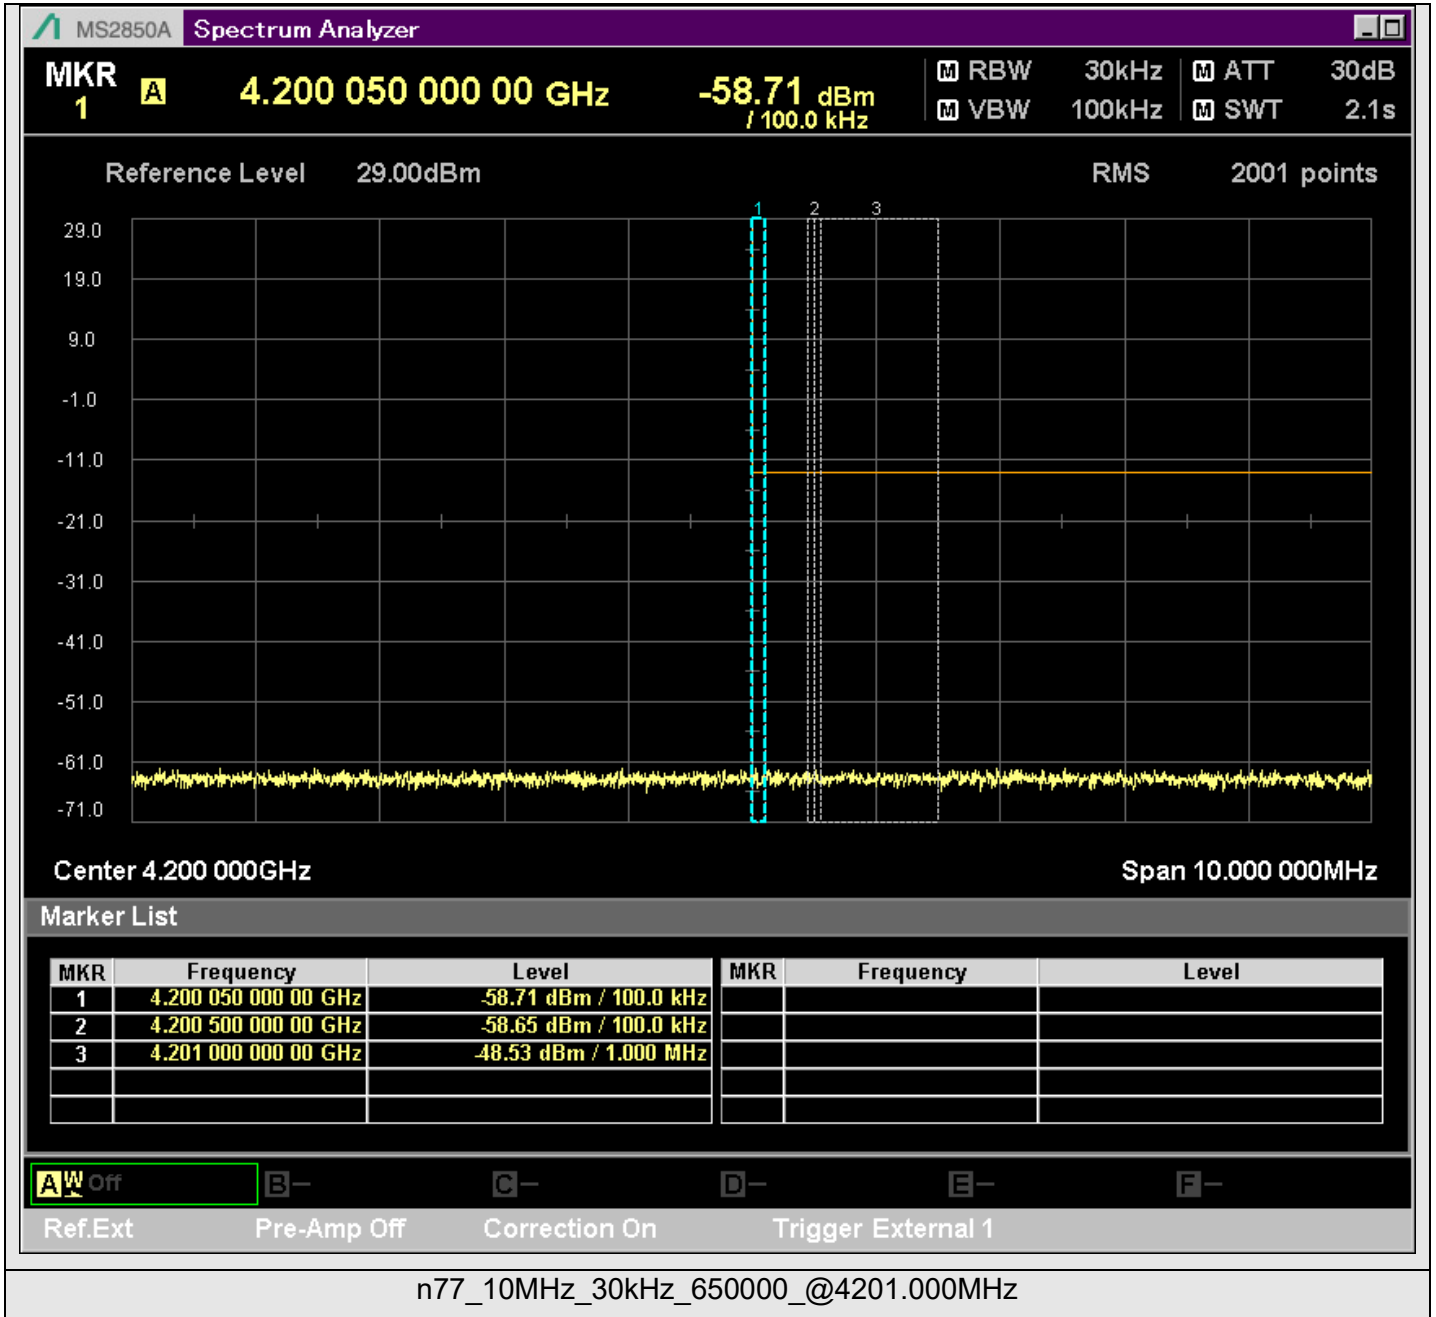 MS2850A Spectrum Analyzer
MKR 1 A 4.200 050 000 00 GHz -58.71 dBm / 100.0 kHz
M RBW 30kHz M ATT 30dB
M VBW 100kHz M SWT 2.1s
Reference Level 29.00dBm RMS 2001 points
1 2 3
29.0
19.0
9.0
-1.0
-11.0
-21.0
-31.0
-41.0
-51.0
-61.0
-71.0
Center 4.200 000GHz Span 10.000 000MHz
Marker List
MKR Frequency Level MKR Frequency Level
1 4.200 050 000 00 GHz -58.71 dBm / 100.0 kHz
2 4.200 500 000 00 GHz -58.65 dBm / 100.0 kHz
3 4.201 000 000 00 GHz -48.53 dBm / 1.000 MHz
A W Off B- C- D- E- F-
Ref.Ext Pre-Amp Off Correction On Trigger External 1
n77_10MHz_30kHz_650000_@4201.000MHz